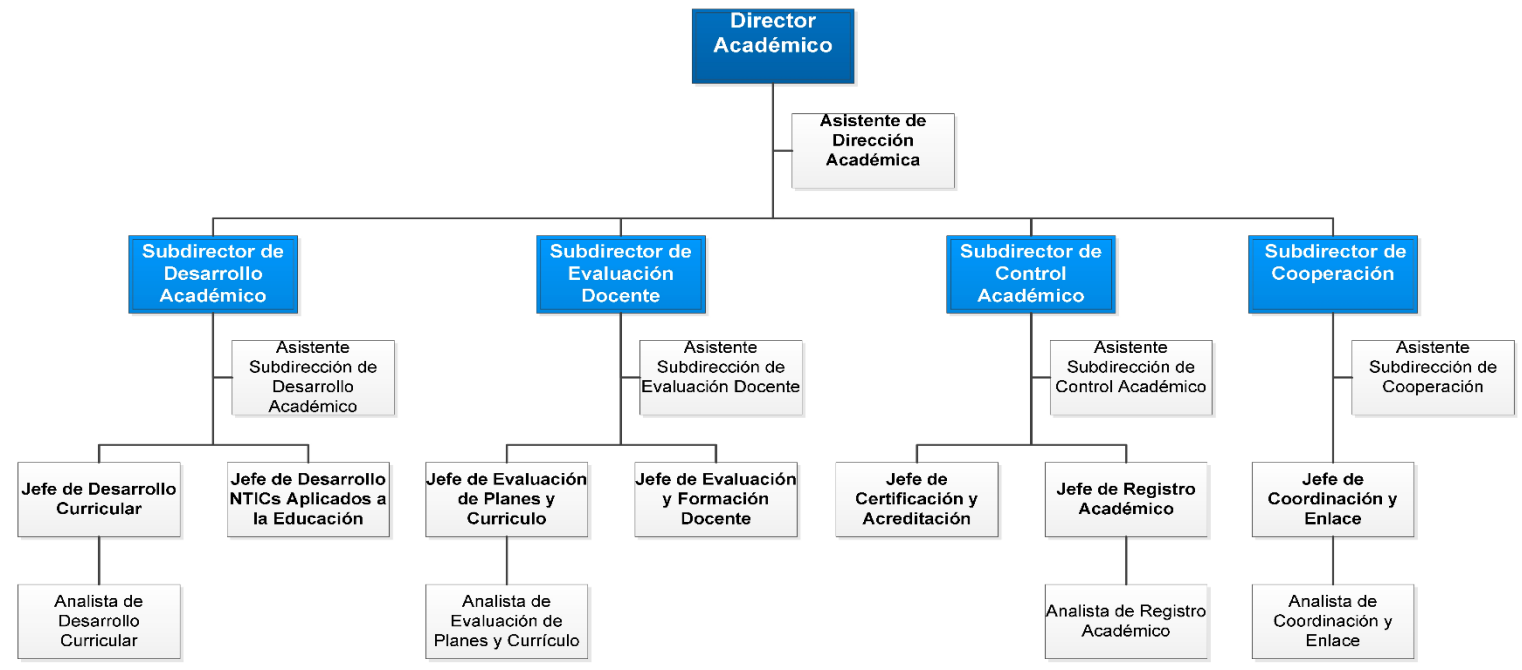 Director
Académico
Asistente de
Dirección
Académica
Subdirector de
Desarrollo
Académico
Subdirector de
Evaluación
Docente
Subdirector de
Control
Académico
Subdirector de
Cooperación
Asistente
Subdirección de
Desarrollo
Académico
Asistente
Subdirección de
Evaluación Docente
Asistente
Subdirección de
Control Académico
Asistente
Subdirección de
Cooperación
Jefe de Desarrollo
Curricular
Jefe de Desarrollo
NTICs Aplicados a
la Educación
Jefe de Evaluación
de Planes y
Curriculo
Jefe de Evaluación
y Formación
Docente
Jefe de
Certificación y
Acreditación
Jefe de Registro
Académico
Jefe de
Coordinación y
Enlace
Analista de
Desarrollo
Curricular
Analista de
Evaluación de
Planes y Currículo
Analista de Registro
Académico
Analista de
Coordinación y
Enlace